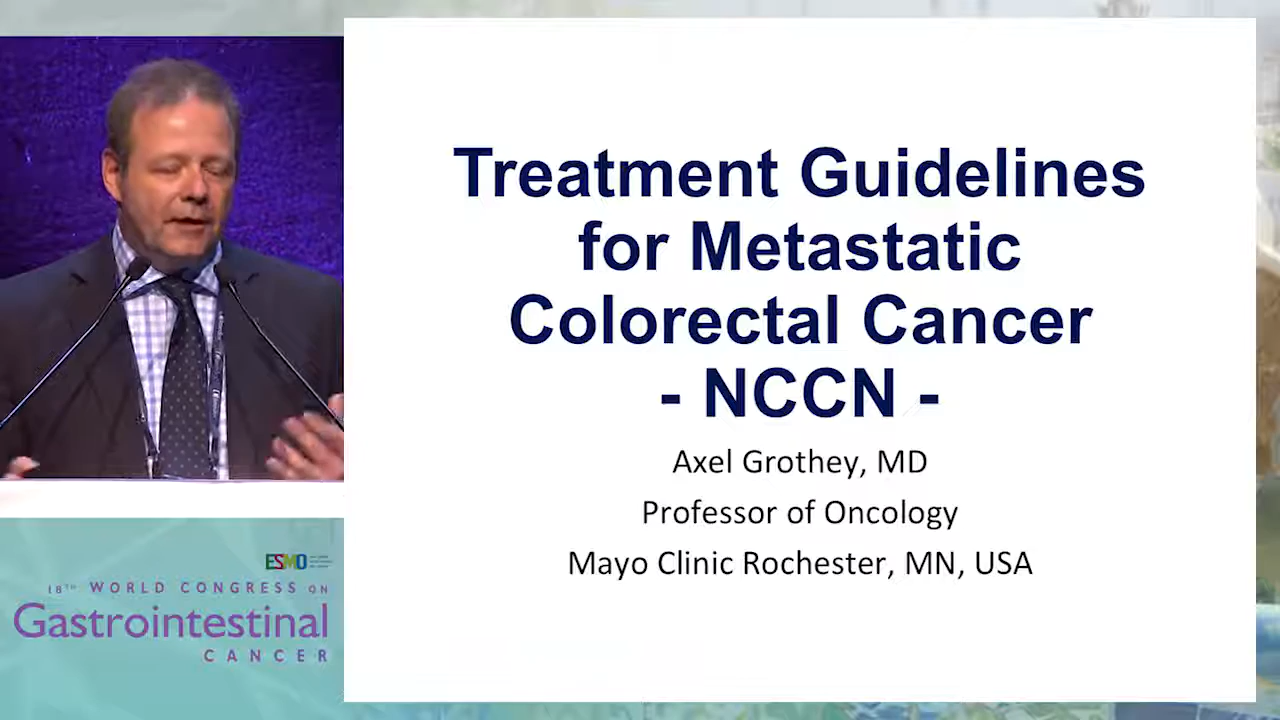 Treatment Guidelines
for Metastatic
Colorectal Cancer
- NCCN -
Axel Grothey, MD
Professor of Oncology
Mayo Clinic Rochester, MN, USA
ESMO
18TH WORLD CONGRESS ON
Gastrointestinal
CANCER